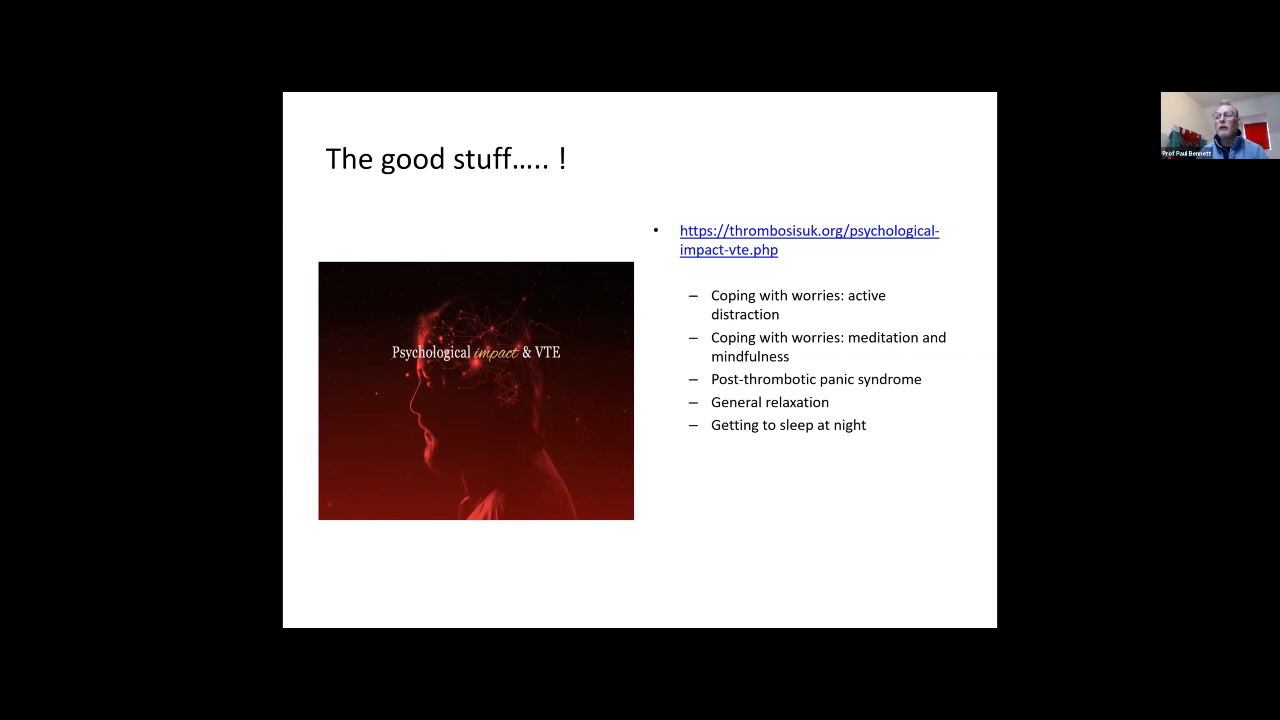 The good stuff….. !
• https://thrombosisuk.org/psychological-
impact-vte.php
– Coping with worries: active
distraction
– Coping with worries: meditation and
mindfulness
– Post-thrombotic panic syndrome
– General relaxation
– Getting to sleep at night
Psychological impact & VTE
Prof Paul Bennett